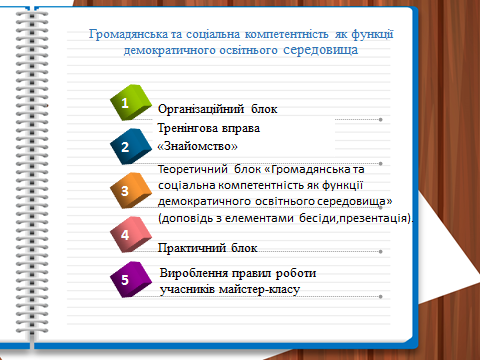 Громадянська та соціальна компетентність як функції
демократичного освітнього середовища
1
Організаційний блок
Тренінгова вправа
2
«Знайомство»
Теоретичний блок «Громадянська та
3
соціальна компетентність як функції
демократичного освітнього середовища»
(доповідь з елементами бесіди,презентація).
4
Практичний блок
5
Вироблення правил роботи
учасників майстер-класу